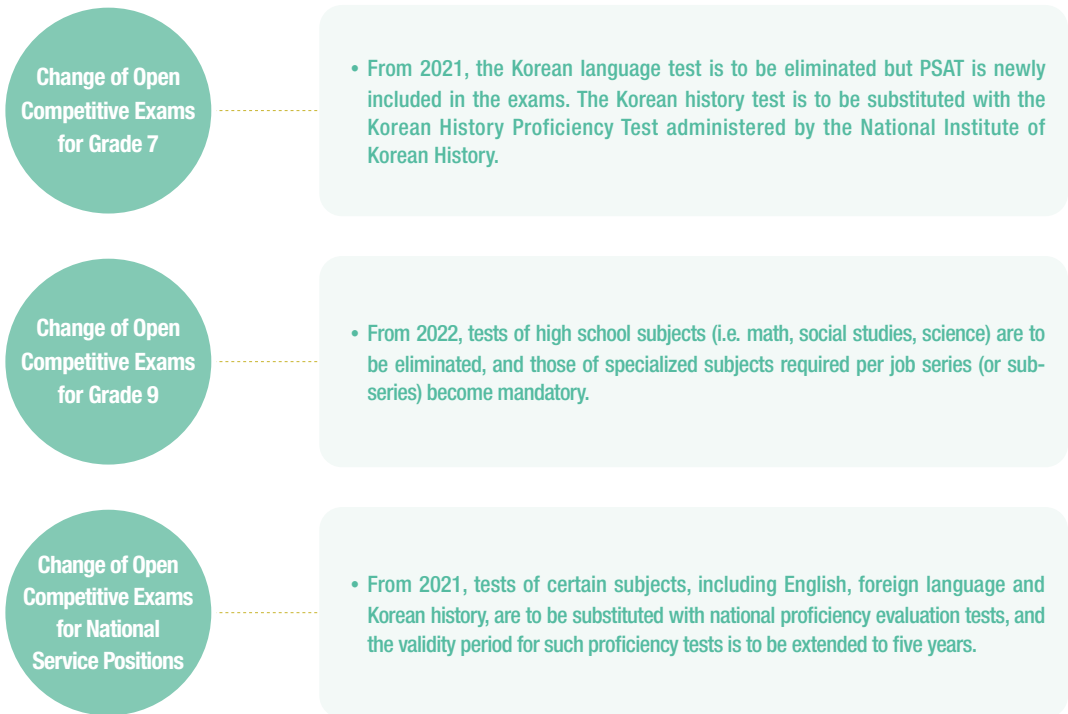 Change of Open
Competitive Exams
for Grade 7
• From 2021, the Korean language test is to be eliminated but PSAT is newly
included in the exams. The Korean history test is to be substituted with the
Korean History Proficiency Test administered by the National Institute of
Korean History.
Change of Open
Competitive Exams
for Grade 9
• From 2022, tests of high school subjects (i.e. math, social studies, science) are to
be eliminated, and those of specialized subjects required per job series (or sub-
series) become mandatory.
Change of Open
Competitive Exams
for National
Service Positions
• From 2021, tests of certain subjects, including English, foreign language and
Korean history, are to be substituted with national proficiency evaluation tests, and
the validity period for such proficiency tests is to be extended to five years.